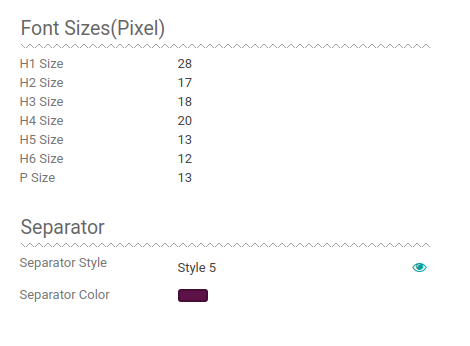 Font Sizes(Pixel)
H1 Size 28
H2 Size 17
H3 Size 18
H4 Size 20
H5 Size 13
H6 Size 12
P Size 13
Separator
Separator Style Style 5
Separator Color